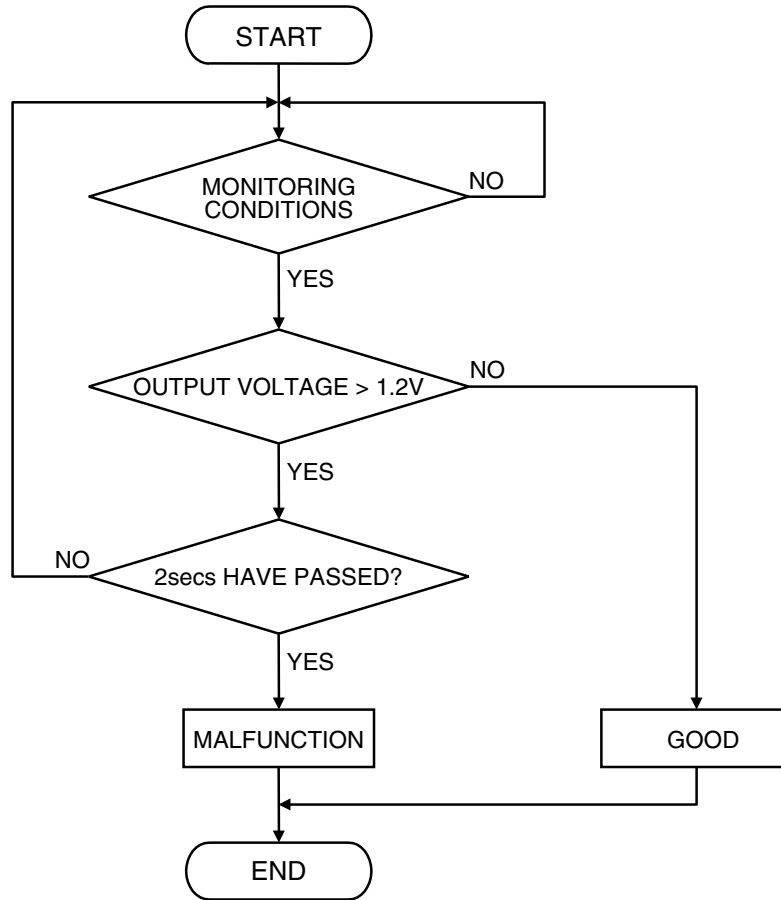 START
MONITORING
CONDITIONS
NO
YES
OUTPUT VOLTAGE > 1.2V
NO
YES
NO
2secs HAVE PASSED?
YES
MALFUNCTION
GOOD
END